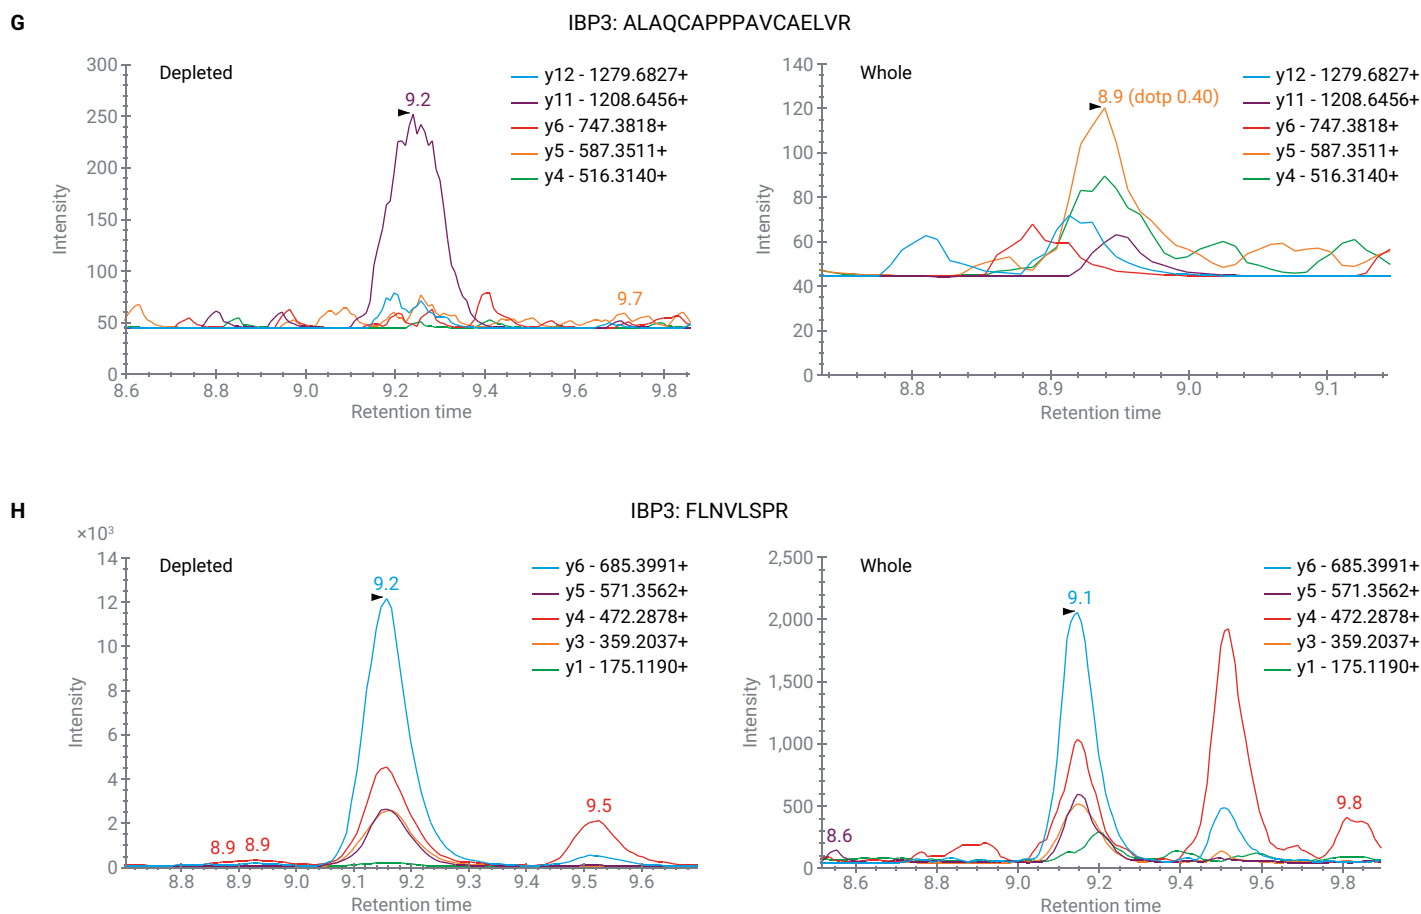 G
IBP3: ALAQCAPPPAVCAELVR
Depleted
y12 - 1279.6827+
y11 - 1208.6456+
y6 - 747.3818+
y5 - 587.3511+
y4 - 516.3140+
9.2
9.7
300
250
200
150
100
50
0
Intensity
8.6 8.8 9.0 9.2 9.4 9.6 9.8
Retention time
Whole
y12 - 1279.6827+
y11 - 1208.6456+
y6 - 747.3818+
y5 - 587.3511+
y4 - 516.3140+
8.9 (dotp 0.40)
140
120
100
80
60
40
20
0
Intensity
8.8 8.9 9.0 9.1
Retention time
H
IBP3: FLNVLSPR
×10³
Depleted
y6 - 685.3991+
y5 - 571.3562+
y4 - 472.2878+
y3 - 359.2037+
y1 - 175.1190+
9.2
9.5
8.9 8.9
14
12
10
8
6
4
2
0
Intensity
8.8 8.9 9.0 9.1 9.2 9.3 9.4 9.5 9.6
Retention time
Whole
y6 - 685.3991+
y5 - 571.3562+
y4 - 472.2878+
y3 - 359.2037+
y1 - 175.1190+
9.1
9.8
8.6
2,500
2,000
1,500
1,000
500
0
Intensity
8.6 8.8 9.0 9.2 9.4 9.6 9.8
Retention time